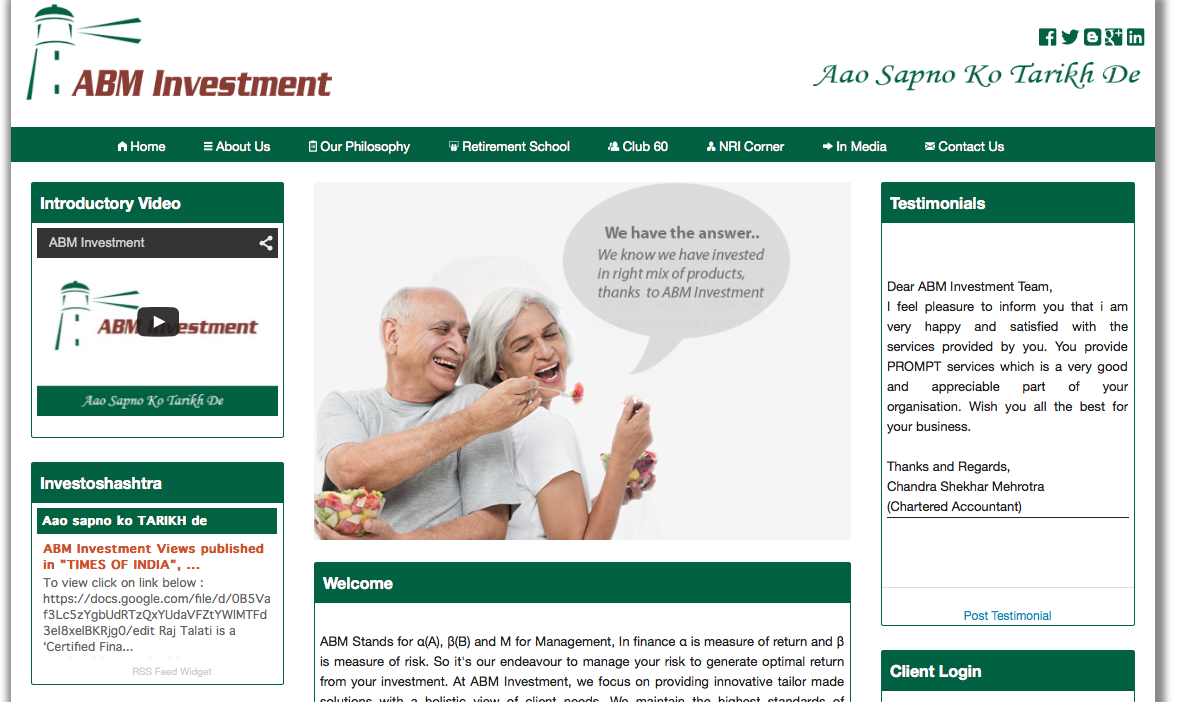 ABM Investment
Aao Sapno Ko Tarikh De
Home About Us Our Philosophy Retirement School Club 60 NRI Corner In Media Contact Us
Introductory Video
ABM Investment
ABM Investment
Aao Sapno Ko Tarikh De
Investoshashtra
Aao sapno ko TARIKH de
ABM Investment Views published
in "TIMES OF INDIA", ...
To view click on link below :
https://docs.google.com/file/d/0B5Va
f3Lc5zYgbUdRTzQxYUdaVFZtYWlMTFd
3el8xelBKRjg0/edit Raj Talati is a
‘Certified Fina...
RSS Feed Widget
We have the answer..
We know we have invested
in right mix of products,
thanks to ABM Investment
Welcome
ABM Stands for α(A), β(B) and M for Management, In finance α is measure of return and β
is measure of risk. So it's our endeavour to manage your risk to generate optimal return
from your investment. At ABM Investment, we focus on providing innovative tailor made
solutions with a holistic view of client needs. We maintain the highest standards of
Testimonials
Dear ABM Investment Team,
I feel pleasure to inform you that i am
very happy and satisfied with the
services provided by you. You provide
PROMPT services which is a very good
and appreciable part of your
organisation. Wish you all the best for
your business.
Thanks and Regards,
Chandra Shekhar Mehrotra
(Chartered Accountant)
Post Testimonial
Client Login